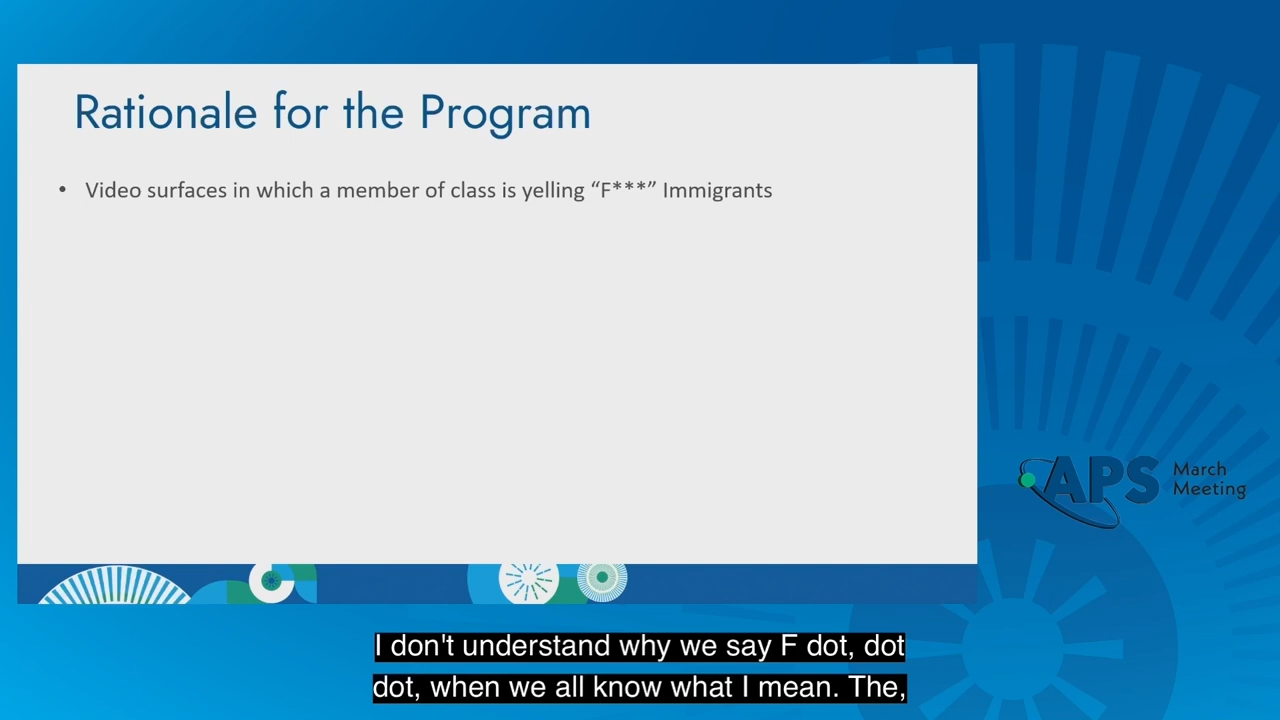 Rationale for the Program
• Video surfaces in which a member of class is yelling “F***” Immigrants
APS March
Meeting
I don't understand why we say F dot, dot
dot, when we all know what I mean. The,